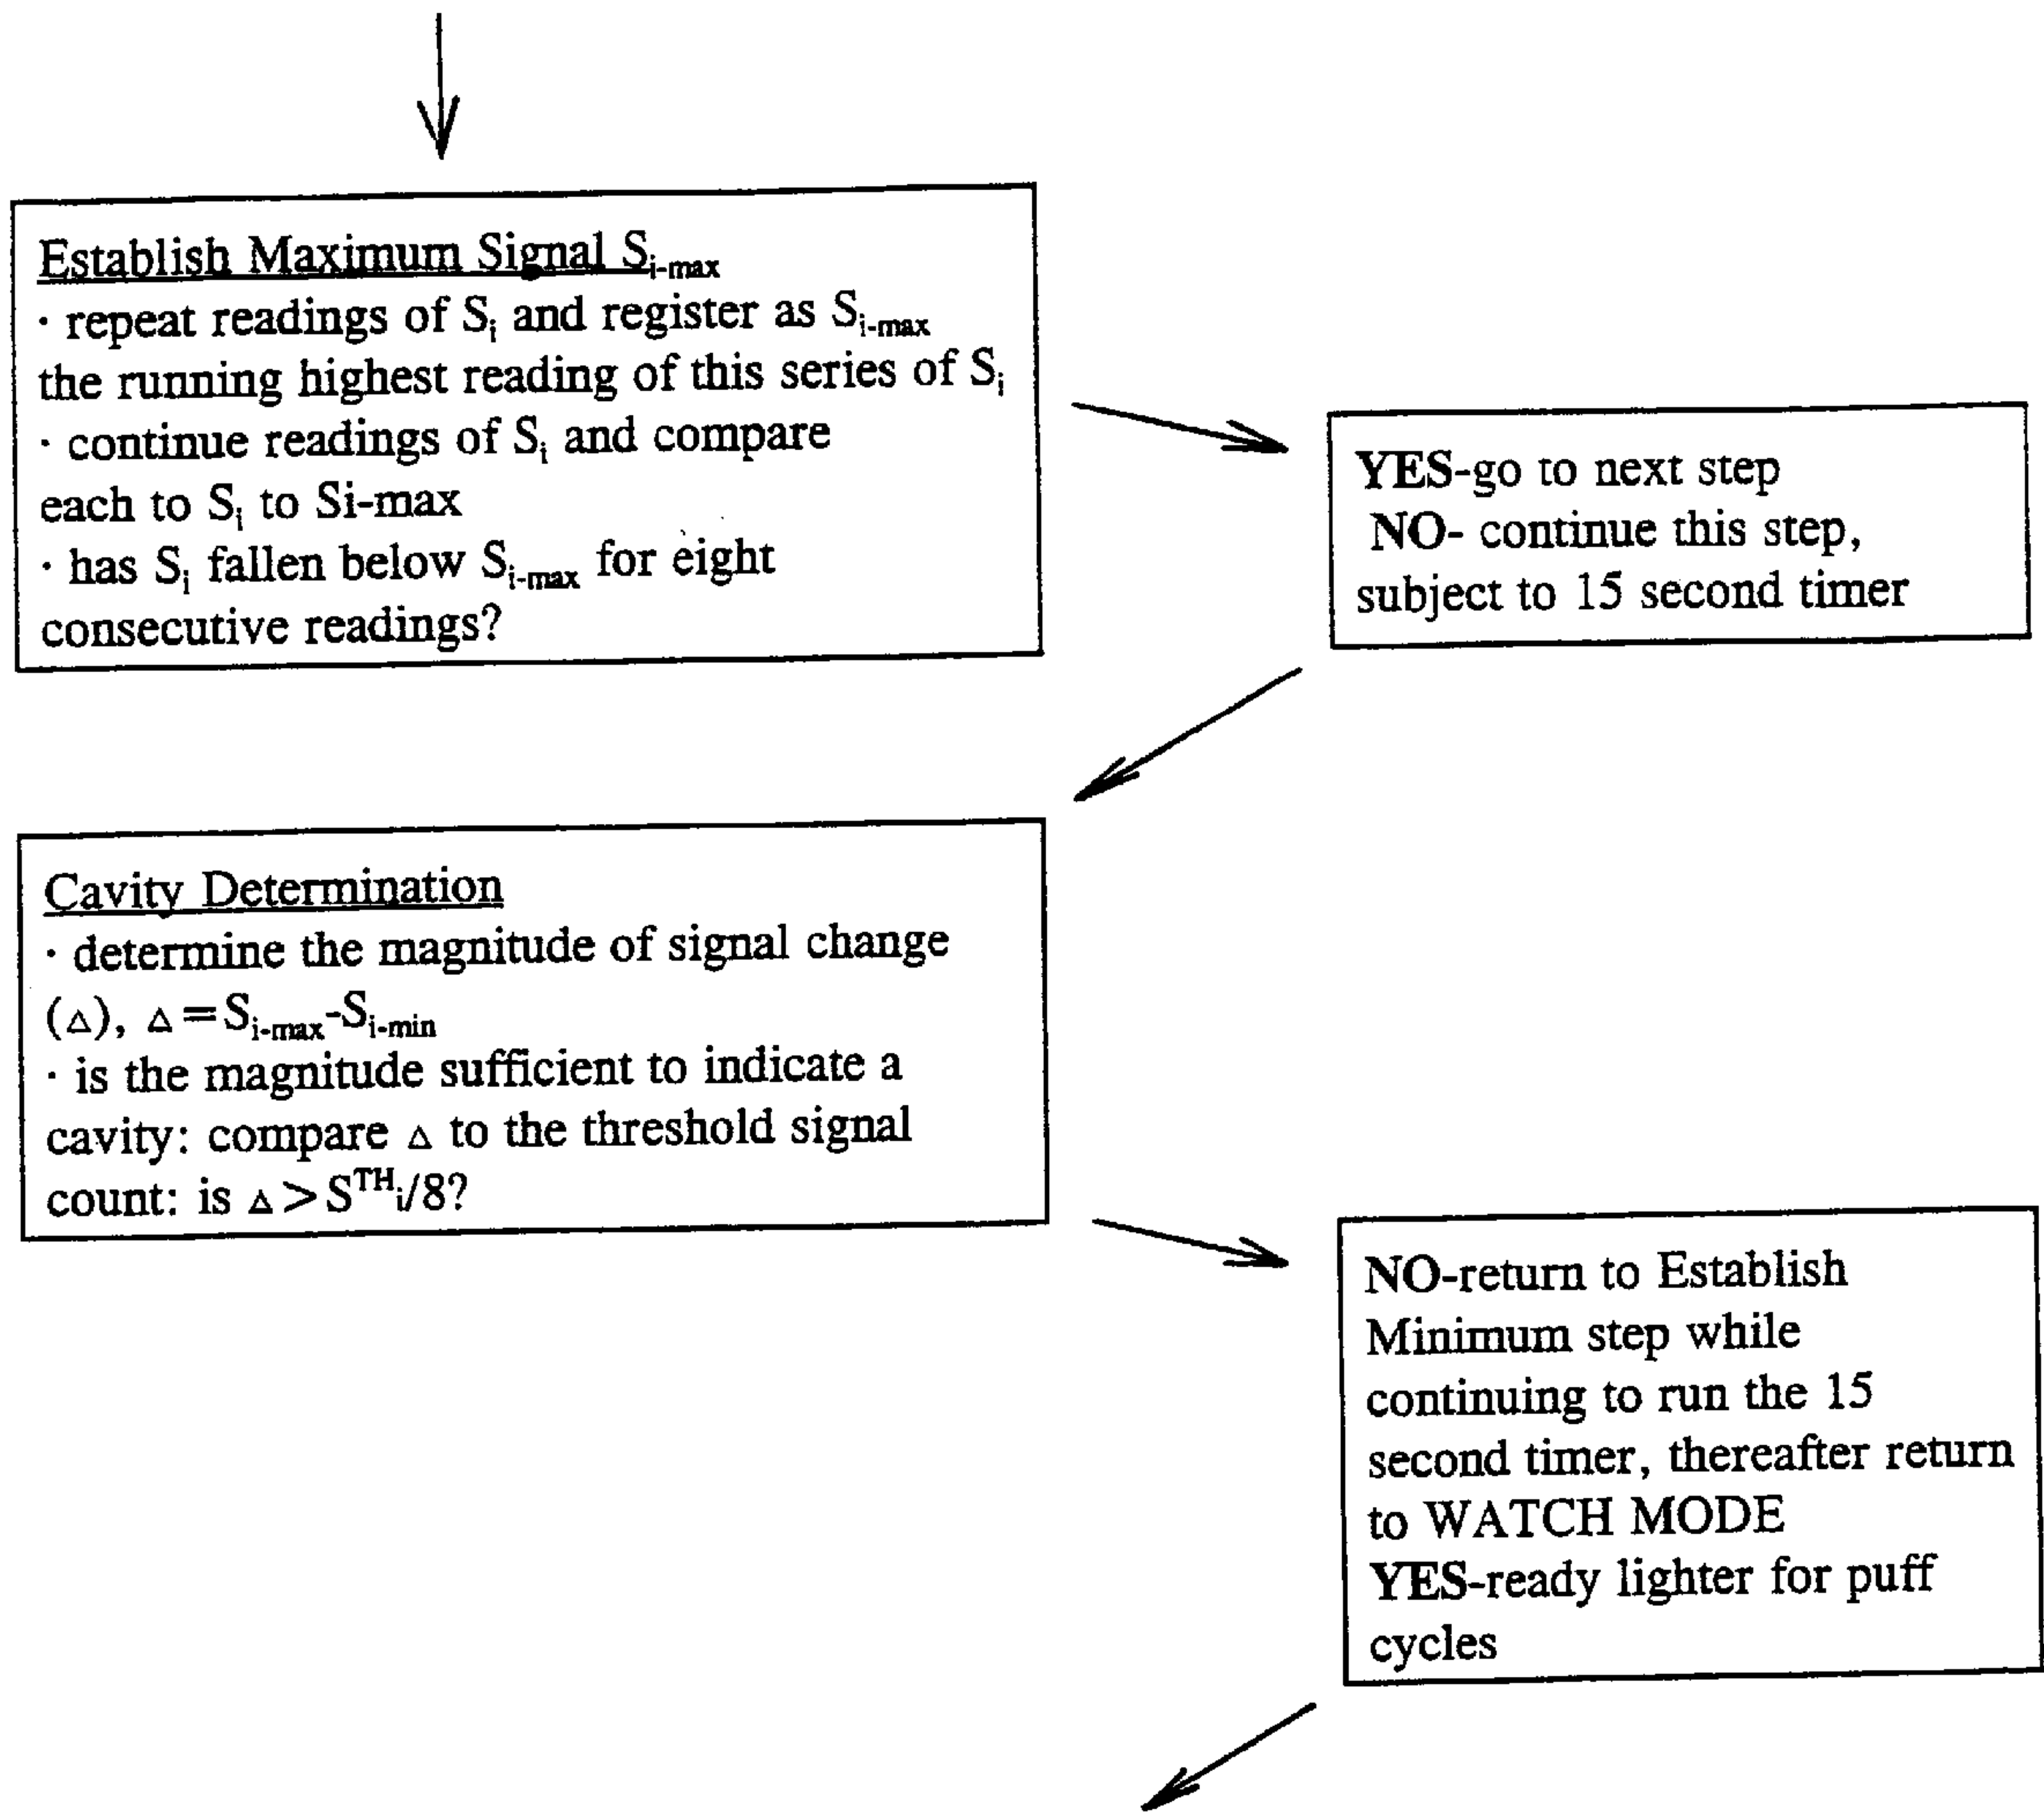 Establish Maximum Signal Si-max
· repeat readings of Si and register as Si-max
the running highest reading of this series of Si
· continue readings of Si and compare
each to Si to Si-max
· has Si fallen below Si-max for eight
consecutive readings?
YES-go to next step
NO- continue this step,
subject to 15 second timer
Cavity Determination
· determine the magnitude of signal change
(△), △=Si-max-Si-min
· is the magnitude sufficient to indicate a
cavity: compare △ to the threshold signal
count: is △>STHi/8?
NO-return to Establish
Minimum step while
continuing to run the 15
second timer, thereafter return
to WATCH MODE
YES-ready lighter for puff
cycles